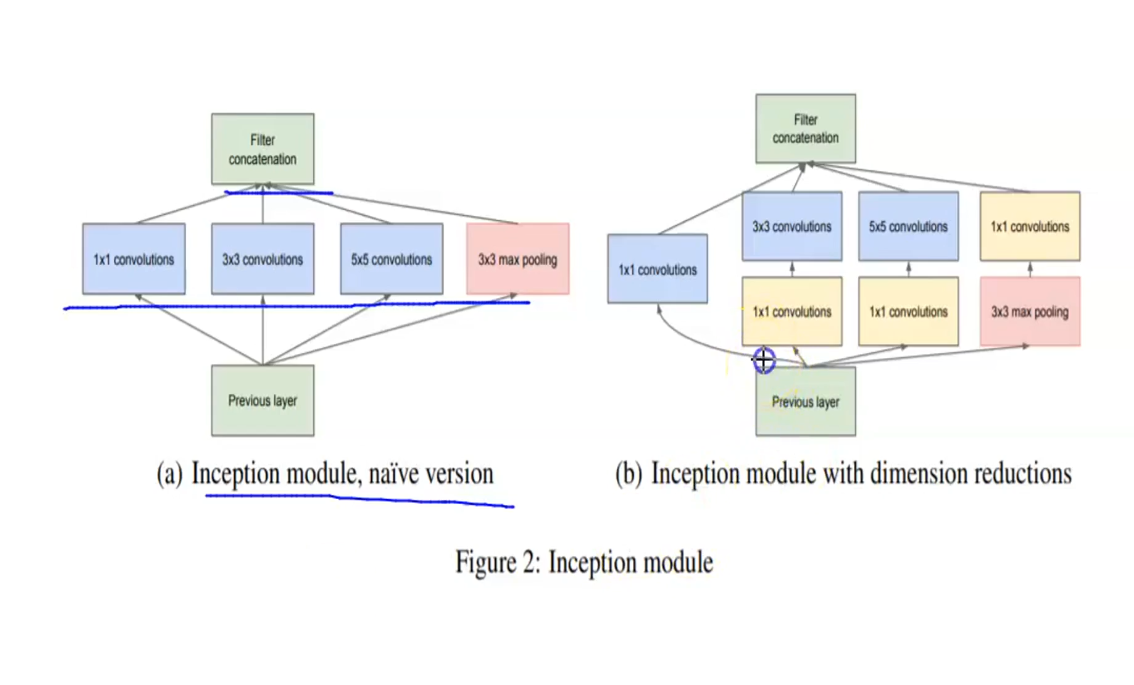 Filter
concatenation
1x1 convolutions
3x3 convolutions
5x5 convolutions
3x3 max pooling
Previous layer
(a) Inception module, naïve version
Filter
concatenation
3x3 convolutions
5x5 convolutions
1x1 convolutions
1x1 convolutions
1x1 convolutions
1x1 convolutions
3x3 max pooling
Previous layer
(b) Inception module with dimension reductions
Figure 2: Inception module